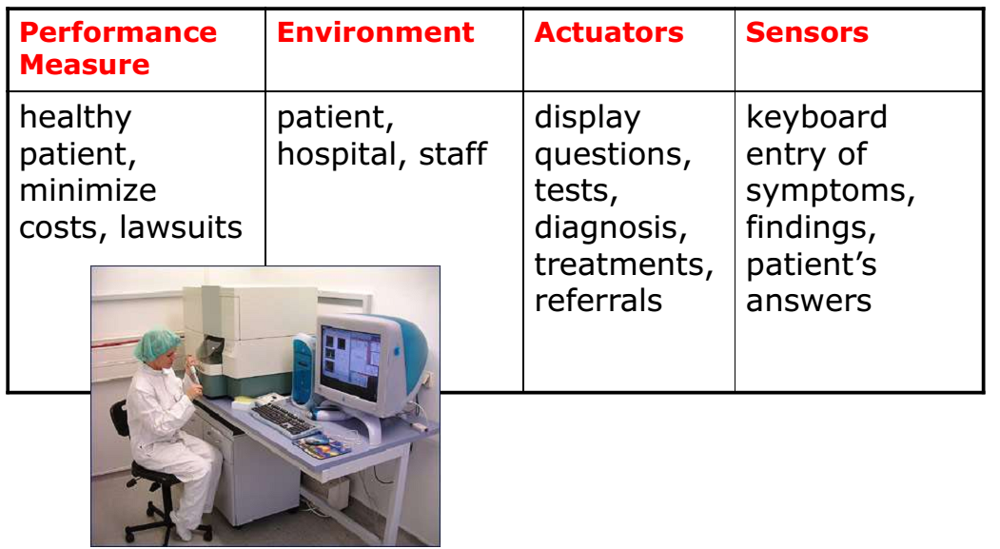 Performance
Measure
Environment
Actuators
Sensors
healthy
patient,
minimize
costs, lawsuits
patient,
hospital, staff
display
questions,
tests,
diagnosis,
treatments,
referrals
keyboard
entry of
symptoms,
findings,
patient’s
answers